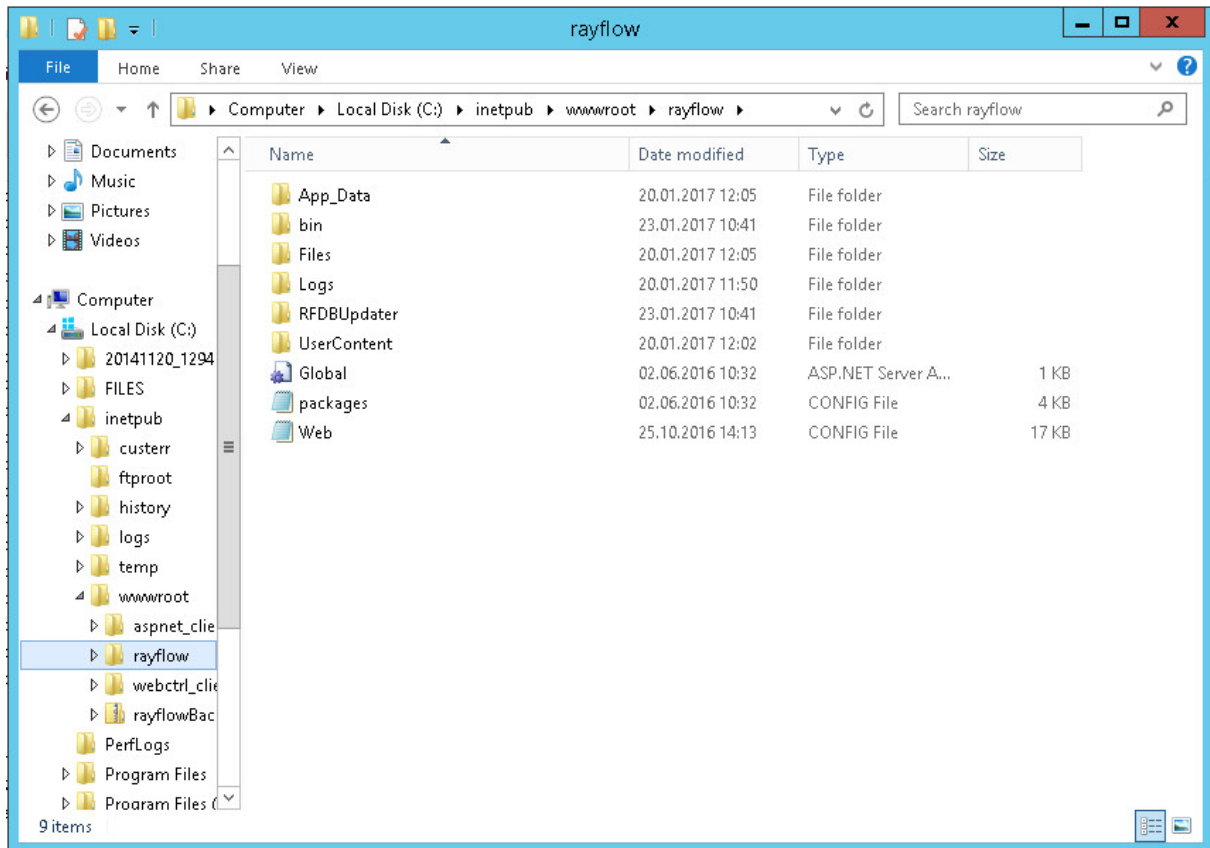 rayflow
File Home Share View
Computer Local Disk (C:) inetpub wwwroot rayflow Search rayflow
Documents
Music
Pictures
Videos
Computer
Local Disk (C:)
20141120_1294
FILES
inetpub
custerr
ftproot
history
logs
temp
wwwroot
aspnet_clie
rayflow
webctrl_clie
rayflowBac
PerfLogs
Program Files
Program Files (
Name Date modified Type Size
App_Data 20.01.2017 12:05 File folder
bin 23.01.2017 10:41 File folder
Files 20.01.2017 12:05 File folder
Logs 20.01.2017 11:50 File folder
RFDBUpdater 23.01.2017 10:41 File folder
UserContent 20.01.2017 12:02 File folder
Global 02.06.2016 10:32 ASP.NET Server A... 1 KB
packages 02.06.2016 10:32 CONFIG File 4 KB
Web 25.10.2016 14:13 CONFIG File 17 KB
9 items